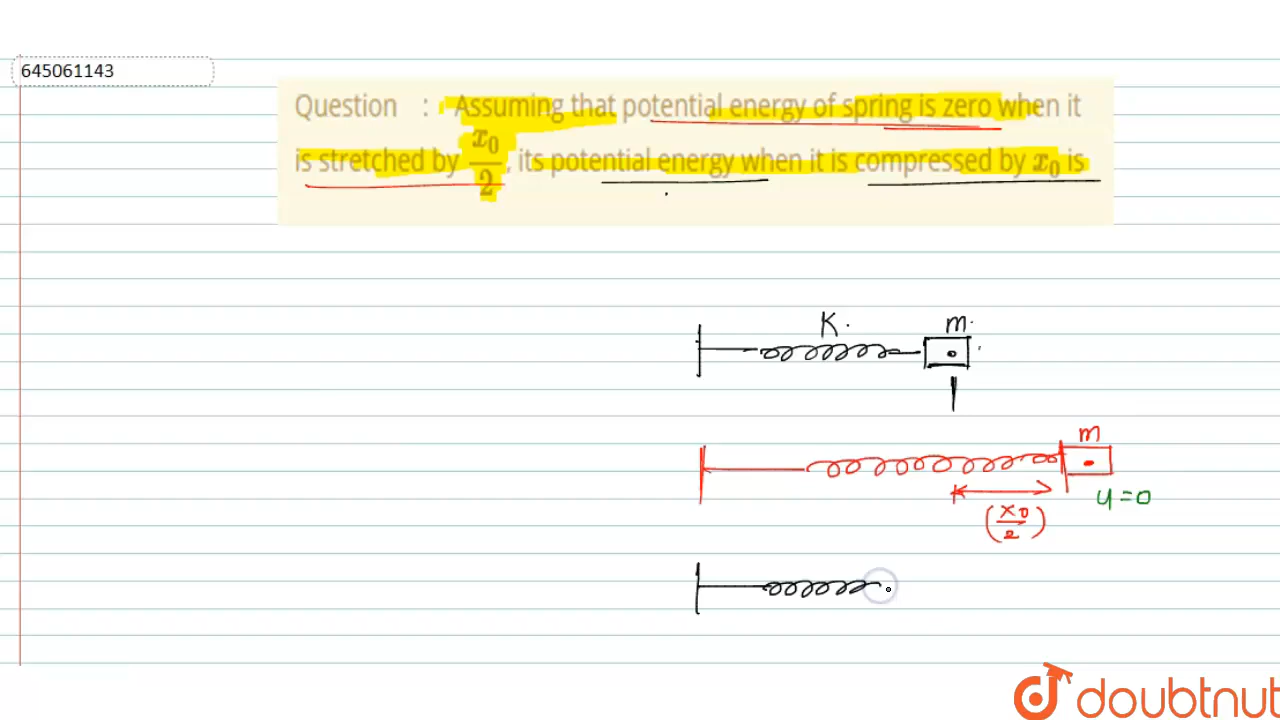 645061143
Question : Assuming that potential energy of spring is zero when it
is stretched by x₀/2, its potential energy when it is compressed by x₀ is
K.
m.
m
u = 0
(x₀/2)
doubtnut